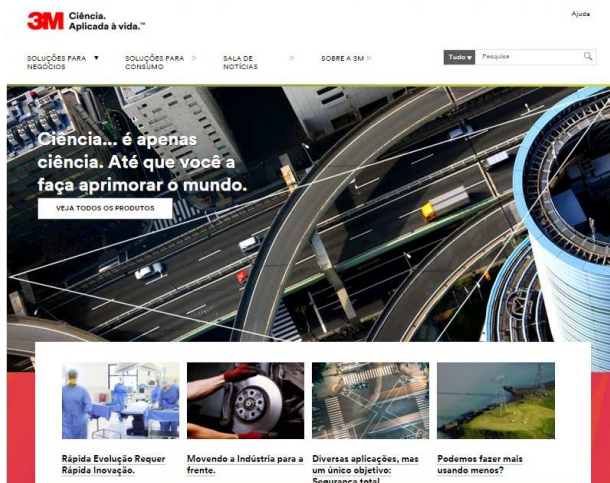 3M Ciência.
Aplicada à vida.™
Ajuda
SOLUÇÕES PARA
NEGÓCIOS
SOLUÇÕES PARA
CONSUMO
SALA DE
NOTÍCIAS
SOBRE A 3M
Tudo
Pesquise
Ciência... é apenas
ciência. Até que você a
faça aprimorar o mundo.
VEJA TODOS OS PRODUTOS
Rápida Evolução Requer
Rápida Inovação.
Movendo a Indústria para a
frente.
Diversas aplicações, mas
um único objetivo:
Segurança total
Podemos fazer mais
usando menos?